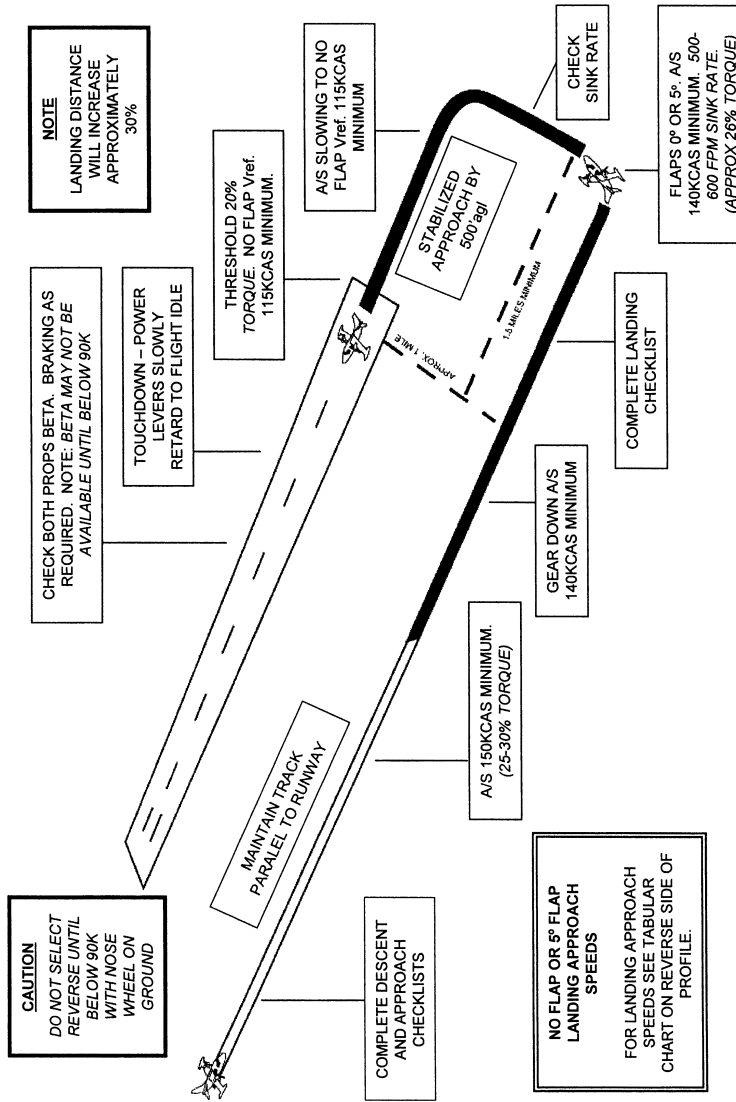 CAUTION
DO NOT SELECT
REVERSE UNTIL
BELOW 90K
WITH NOSE
WHEEL ON
GROUND
CHECK BOTH PROPS BETA. BRAKING AS
REQUIRED. NOTE: BETA MAY NOT BE
AVAILABLE UNTIL BELOW 90K
NOTE
LANDING DISTANCE
WILL INCREASE
APPROXIMATELY
30%
TOUCHDOWN – POWER
LEVERS SLOWLY
RETARD TO FLIGHT IDLE
THRESHOLD 20%
TORQUE. NO FLAP Vref.
115KCAS MINIMUM.
A/S SLOWING TO NO
FLAP Vref. 115KCAS
MINIMUM
MAINTAIN TRACK
PARALEL TO RUNWAY
STABILIZED
APPROACH BY
500'agl
APPROX. 1 MILE
1.5 MILES MINIMUM
CHECK
SINK RATE
COMPLETE DESCENT
AND APPROACH
CHECKLISTS
A/S 150KCAS MINIMUM.
(25-30% TORQUE)
GEAR DOWN A/S
140KCAS MINIMUM
COMPLETE LANDING
CHECKLIST
FLAPS 0º OR 5º. A/S
140KCAS MINIMUM. 500-
600 FPM SINK RATE.
(APPROX 26% TORQUE)
NO FLAP OR 5º FLAP
LANDING APPROACH
SPEEDS
FOR LANDING APPROACH
SPEEDS SEE TABULAR
CHART ON REVERSE SIDE OF
PROFILE.